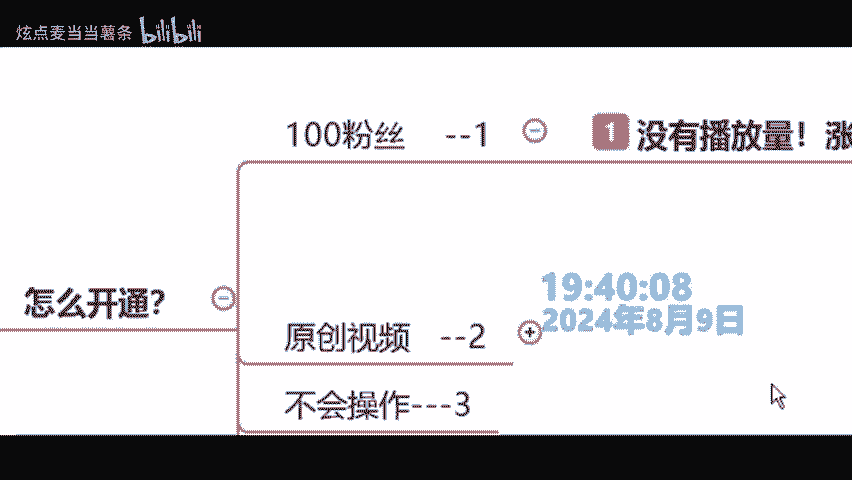 炫点麦当当薯条 bilibili
100粉丝 --1
1 没有播放量！涨
怎么开通？
19:40:08
2024年8月9日
原创视频 --2
不会操作---3